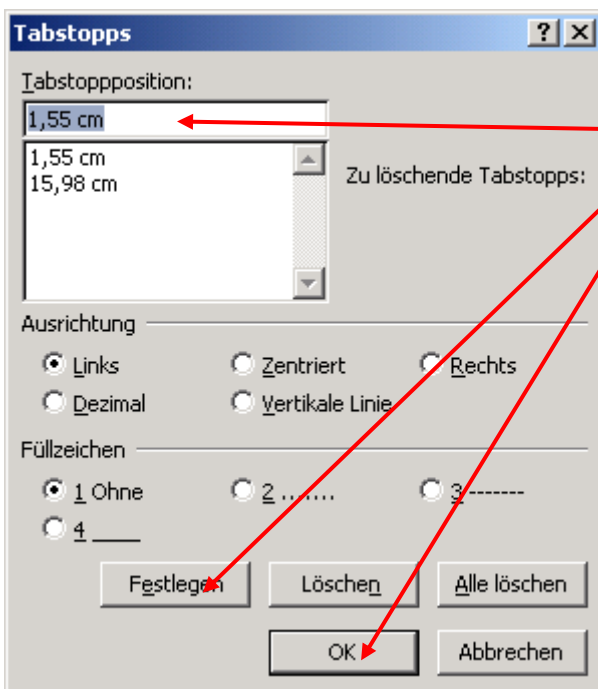 Tabstopps
Tabstoppposition:
1,55 cm
1,55 cm
15,98 cm
Zu löschende Tabstopps:
Ausrichtung
Links Zentriert Rechts
Dezimal Vertikale Linie
Füllzeichen
1 Ohne 2 ....... 3 -------
4 ____
Festlegen Löschen Alle löschen
OK Abbrechen